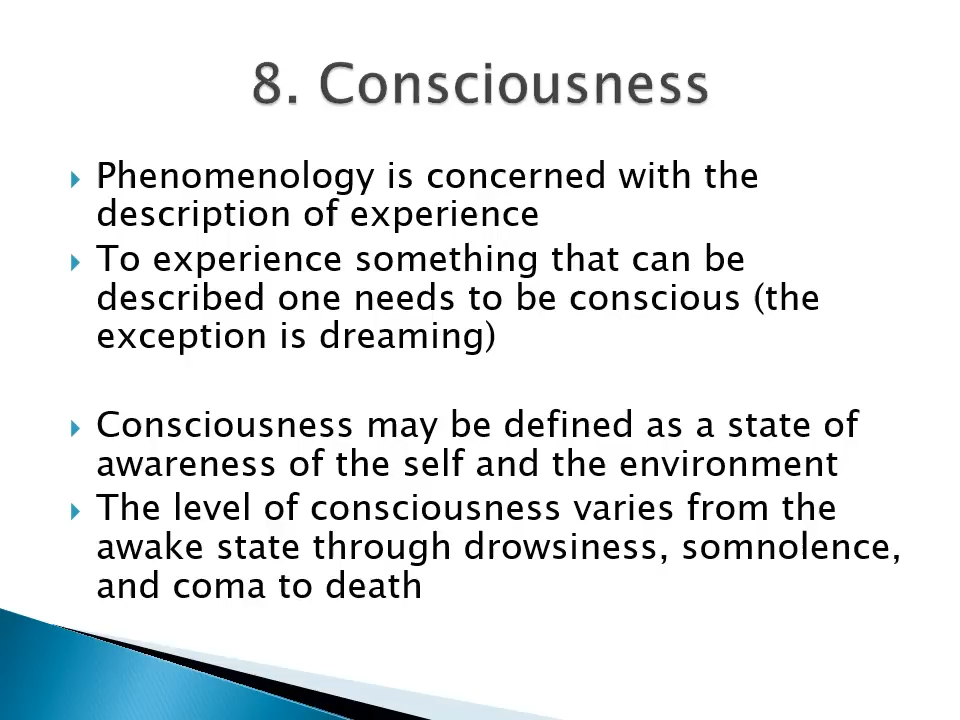 8. Consciousness
Phenomenology is concerned with the
description of experience
To experience something that can be
described one needs to be conscious (the
exception is dreaming)
Consciousness may be defined as a state of
awareness of the self and the environment
The level of consciousness varies from the
awake state through drowsiness, somnolence,
and coma to death